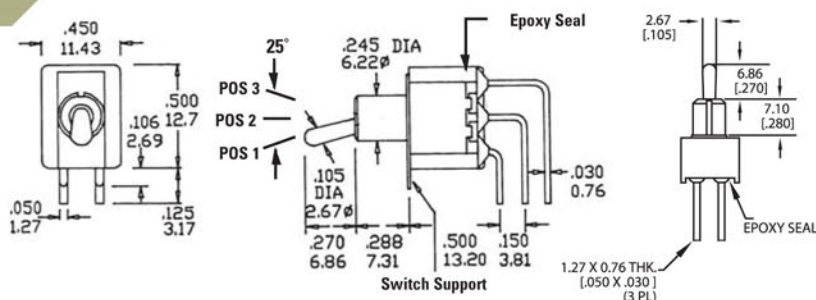 .450
11.43
.500
12.7
.106
2.69
.050
1.27
.125
3.17
25°
POS 3
POS 2
POS 1
.245 DIA
6.22ø
Epoxy Seal
.105
DIA
2.67ø
.270
6.86
.288
7.31
.500
13.20
.150
3.81
.030
0.76
Switch Support
2.67
[.105]
6.86
[.270]
7.10
[.280]
EPOXY SEAL
1.27 X 0.76 THK.
[.050 X .030 ]
(3 PL)